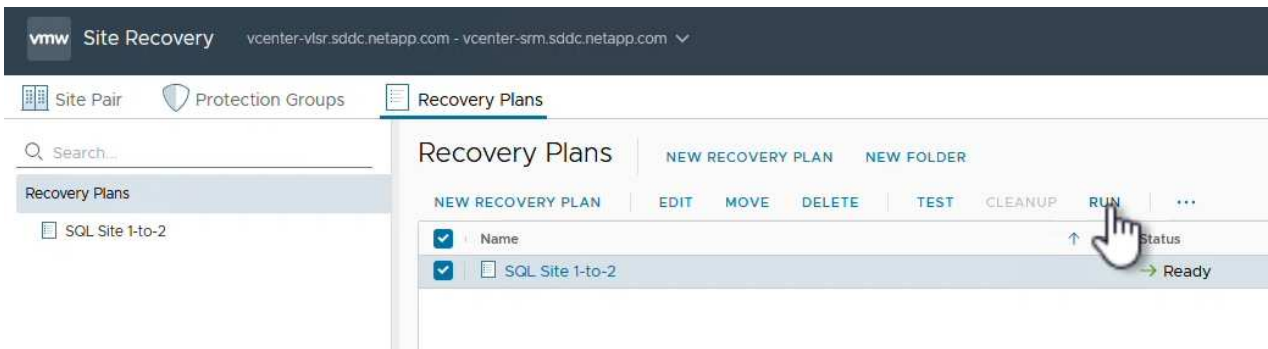 vmw Site Recovery vcenter-vlsr.sddc.netapp.com - vcenter-srm.sddc.netapp.com
Site Pair Protection Groups Recovery Plans
Search...
Recovery Plans
SQL Site 1-to-2
Recovery Plans NEW RECOVERY PLAN NEW FOLDER
NEW RECOVERY PLAN EDIT MOVE DELETE TEST CLEANUP RUN ...
Name Status
SQL Site 1-to-2 Ready